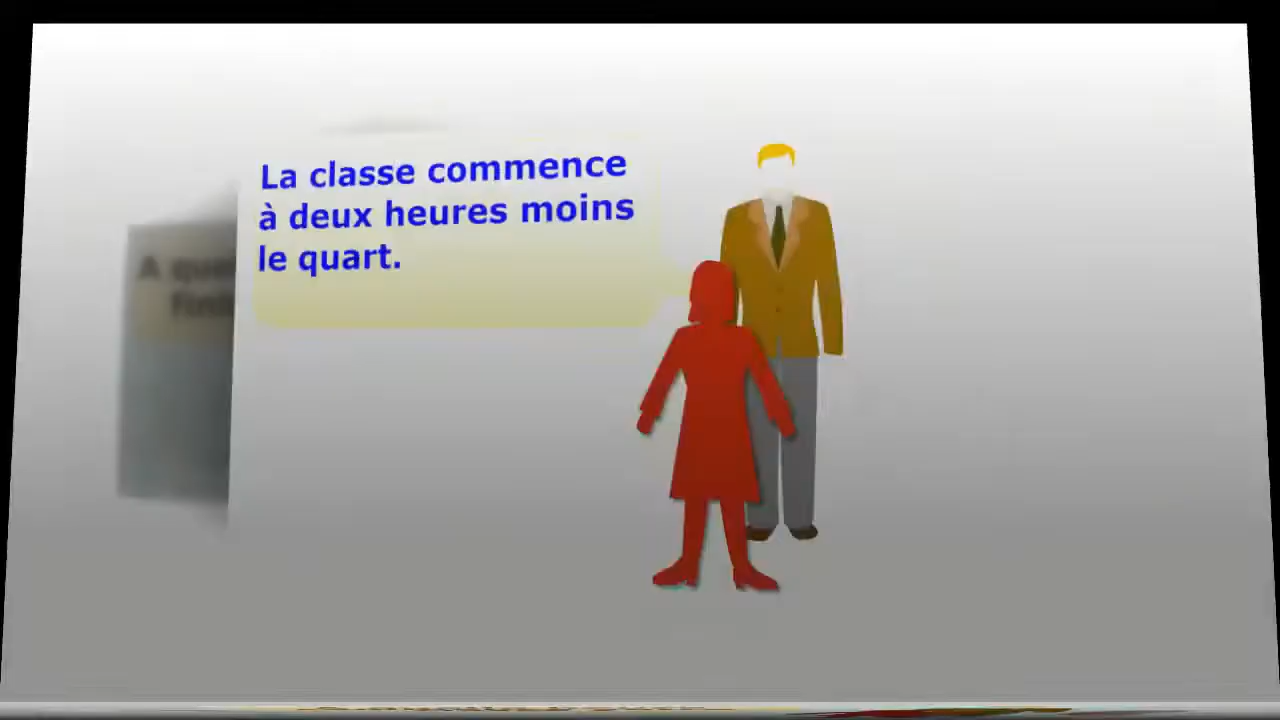 La classe commence
à deux heures moins
le quart.
A